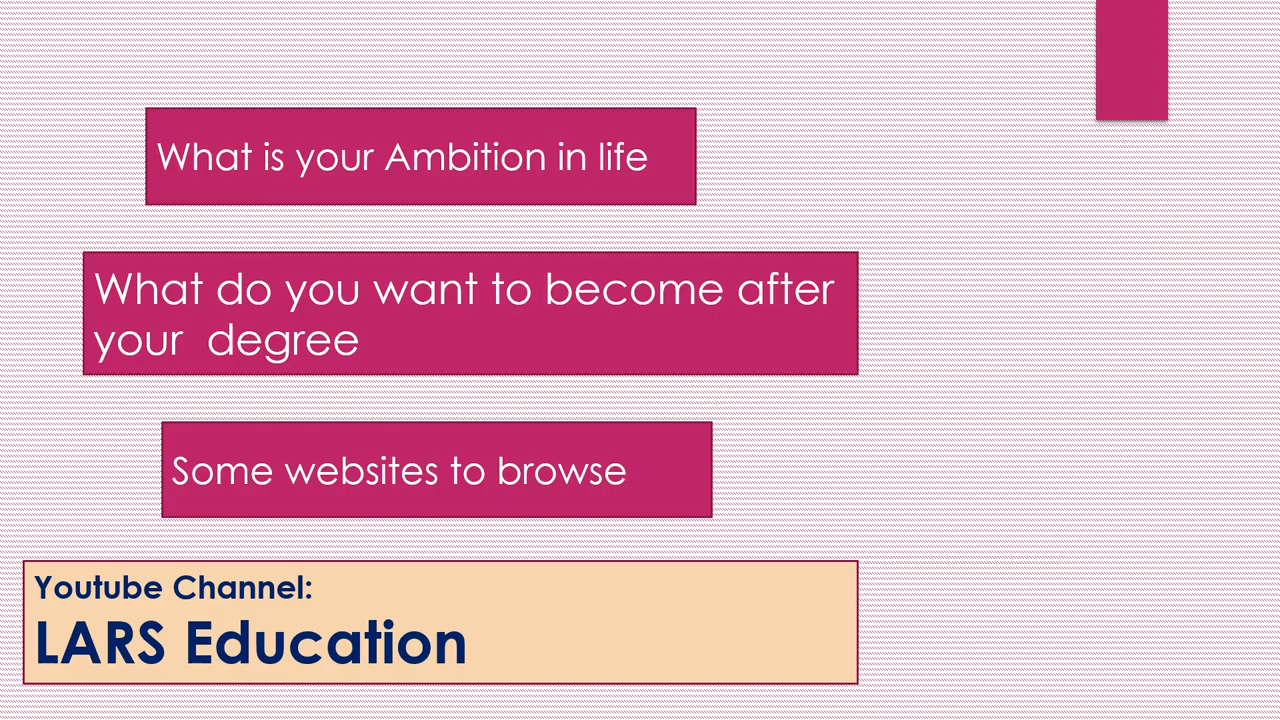 What is your Ambition in life
What do you want to become after
your  degree
Some websites to browse
Youtube Channel:
LARS Education